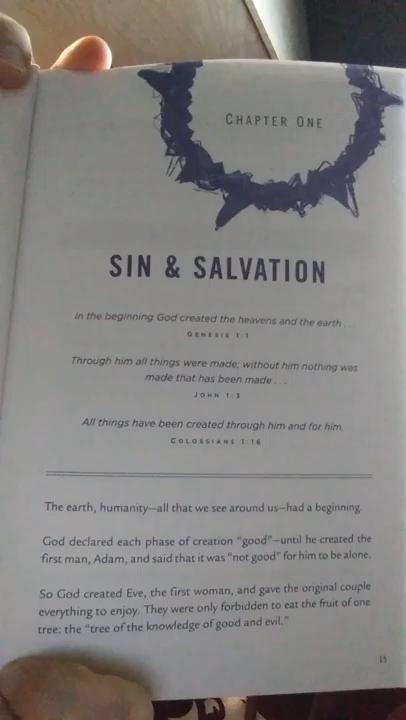 CHAPTER ONE
SIN & SALVATION
In the beginning God created the heavens and the earth . . .
GENESIS 1:1
Through him all things were made; without him nothing was
made that has been made . . .
JOHN 1:3
All things have been created through him and for him.
COLOSSIANS 1:16
The earth, humanity—all that we see around us—had a beginning.
God declared each phase of creation “good”—until he created the
first man, Adam, and said that it was “not good” for him to be alone.
So God created Eve, the first woman, and gave the original couple
everything to enjoy. They were only forbidden to eat the fruit of one
tree: the “tree of the knowledge of good and evil.”
15